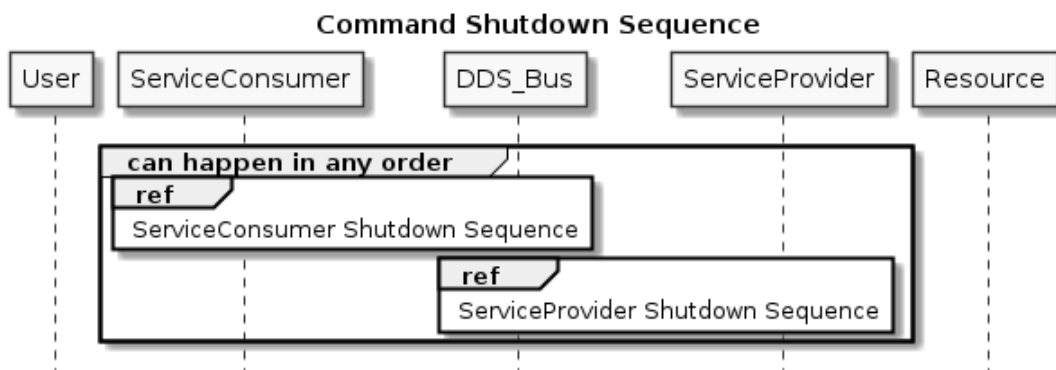 Command Shutdown Sequence
User
ServiceConsumer
DDS_Bus
ServiceProvider
Resource
can happen in any order
ref
ServiceConsumer Shutdown Sequence
ref
ServiceProvider Shutdown Sequence